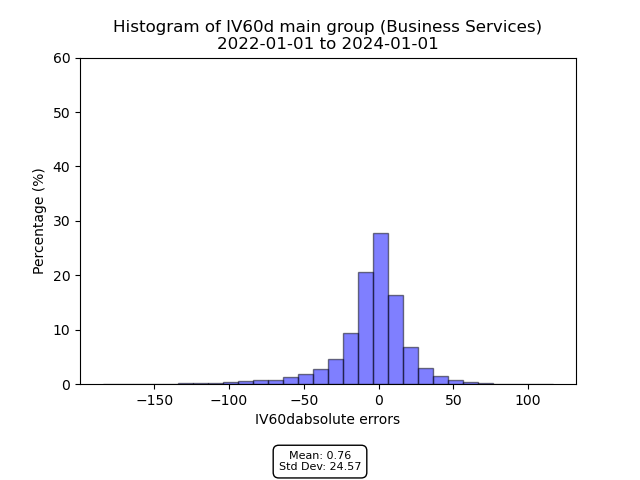 Histogram of IV60d main group (Business Services)
2022-01-01 to 2024-01-01
60
50
40
30
20
10
0
Percentage (%)
−150 −100 −50 0 50 100
IV60dabsolute errors
Mean: 0.76
Std Dev: 24.57